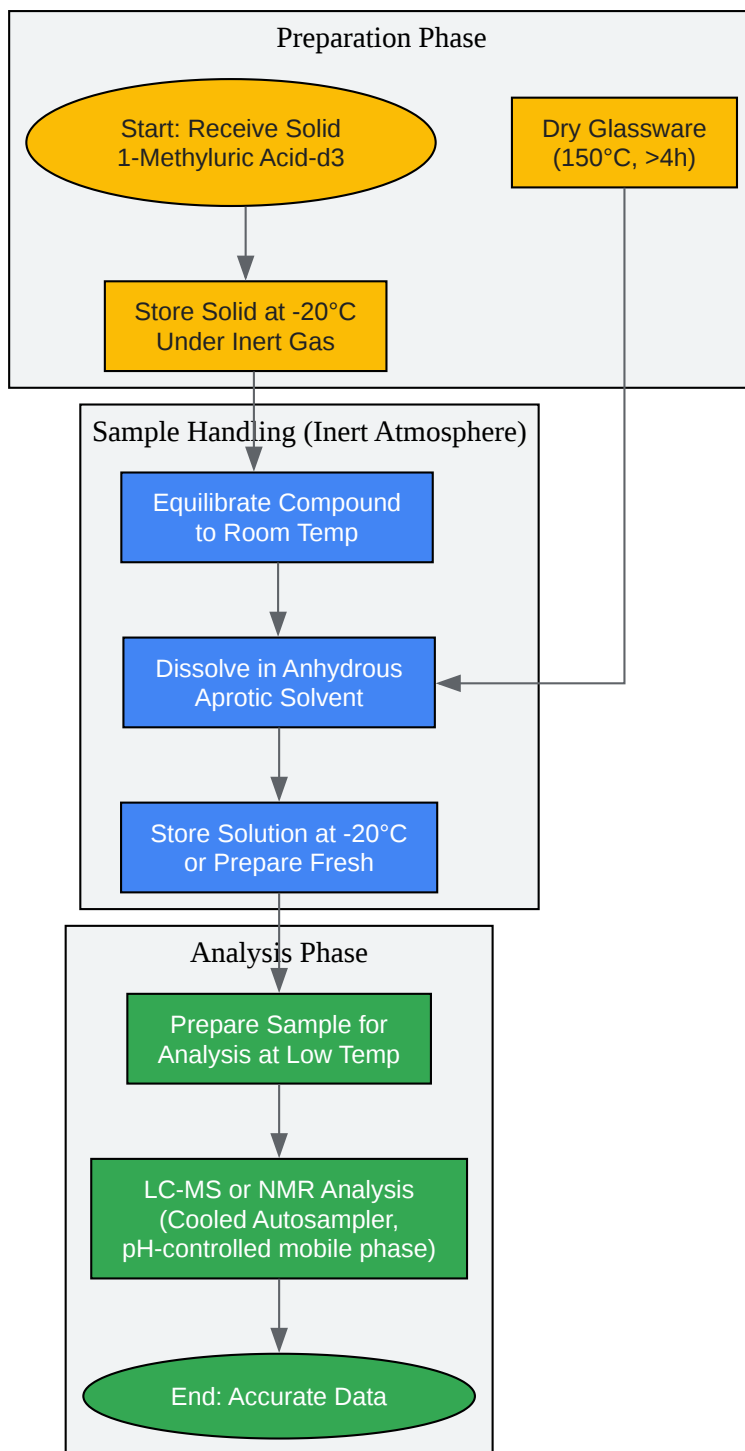 Preparation Phase
Start: Receive Solid
1-Methyluric Acid-d3
Dry Glassware
(150°C, >4h)
Store Solid at -20°C
Under Inert Gas
Sample Handling (Inert Atmosphere)
Equilibrate Compound
to Room Temp
Dissolve in Anhydrous
Aprotic Solvent
Store Solution at -20°C
or Prepare Fresh
Analysis Phase
Prepare Sample for
Analysis at Low Temp
LC-MS or NMR Analysis
(Cooled Autosampler,
pH-controlled mobile phase)
End: Accurate Data